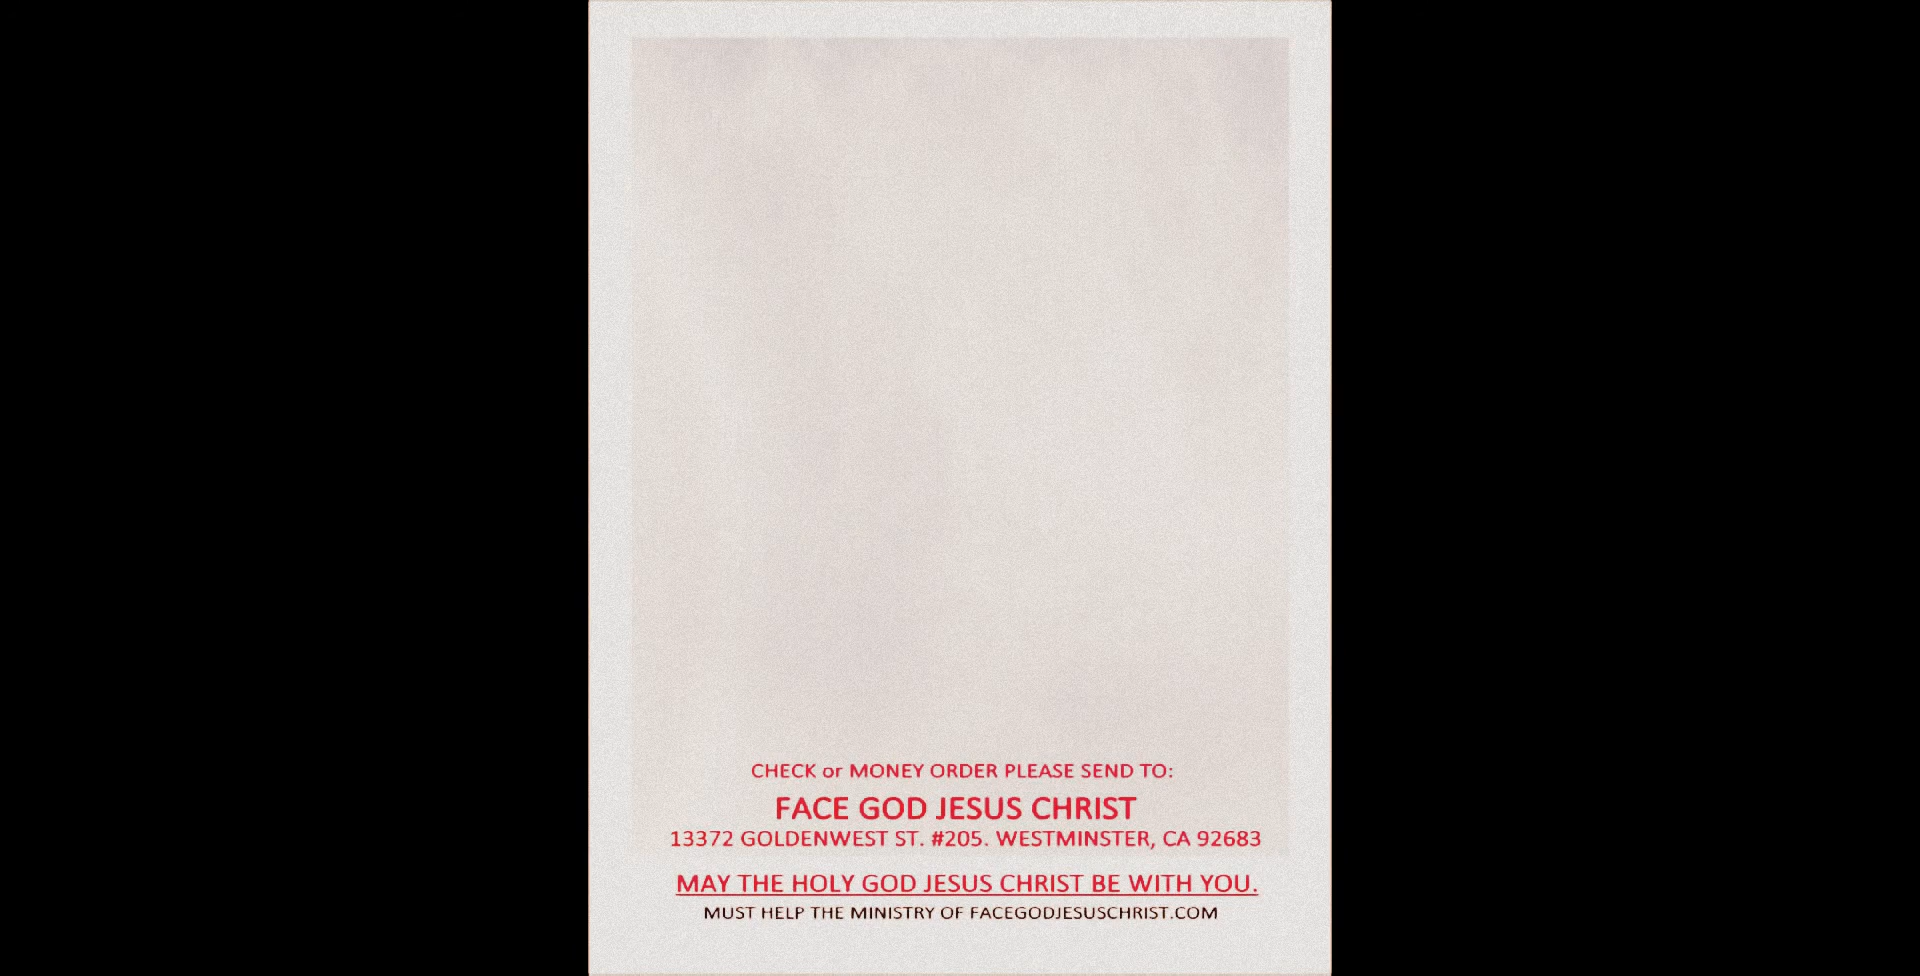 CHECK or MONEY ORDER PLEASE SEND TO:
FACE GOD JESUS CHRIST
13372 GOLDENWEST ST. #205. WESTMINSTER, CA 92683
MAY THE HOLY GOD JESUS CHRIST BE WITH YOU.
MUST HELP THE MINISTRY OF FACEGODJESUSCHRIST.COM